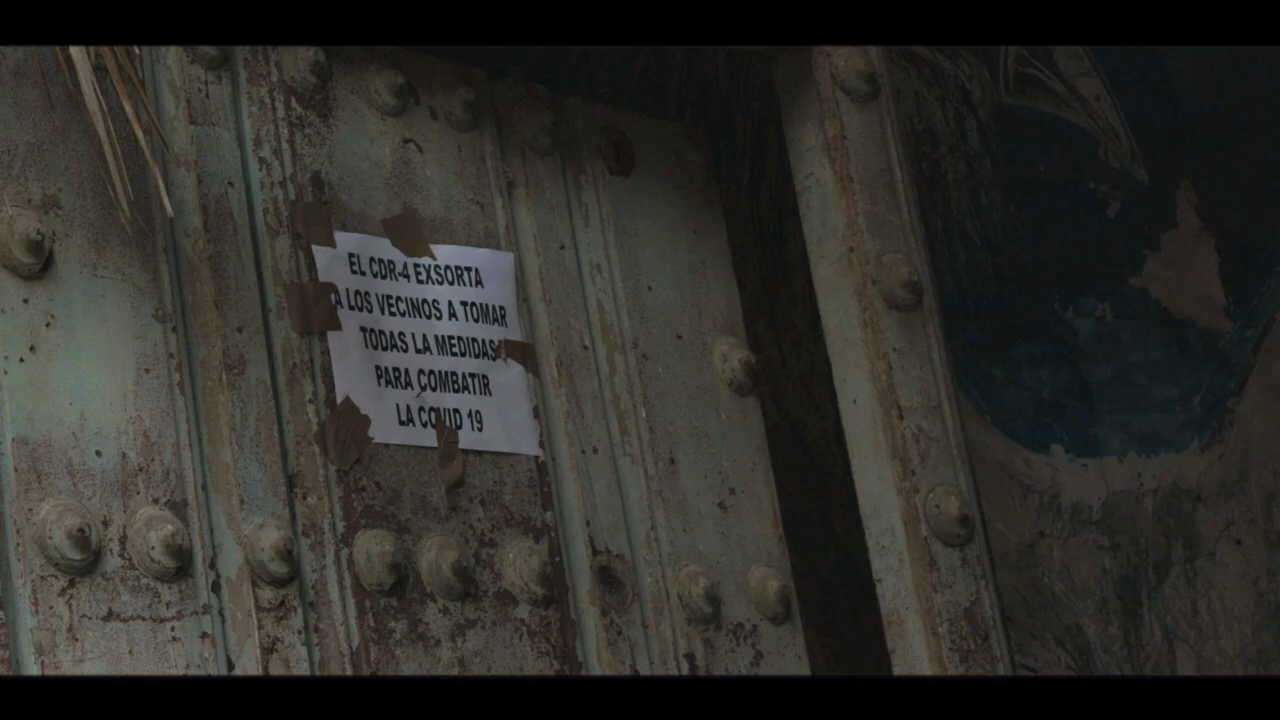 EL CDR-4 EXSORTA
A LOS VECINOS A TOMAR
TODAS LA MEDIDAS
PARA COMBATIR
LA COVID 19